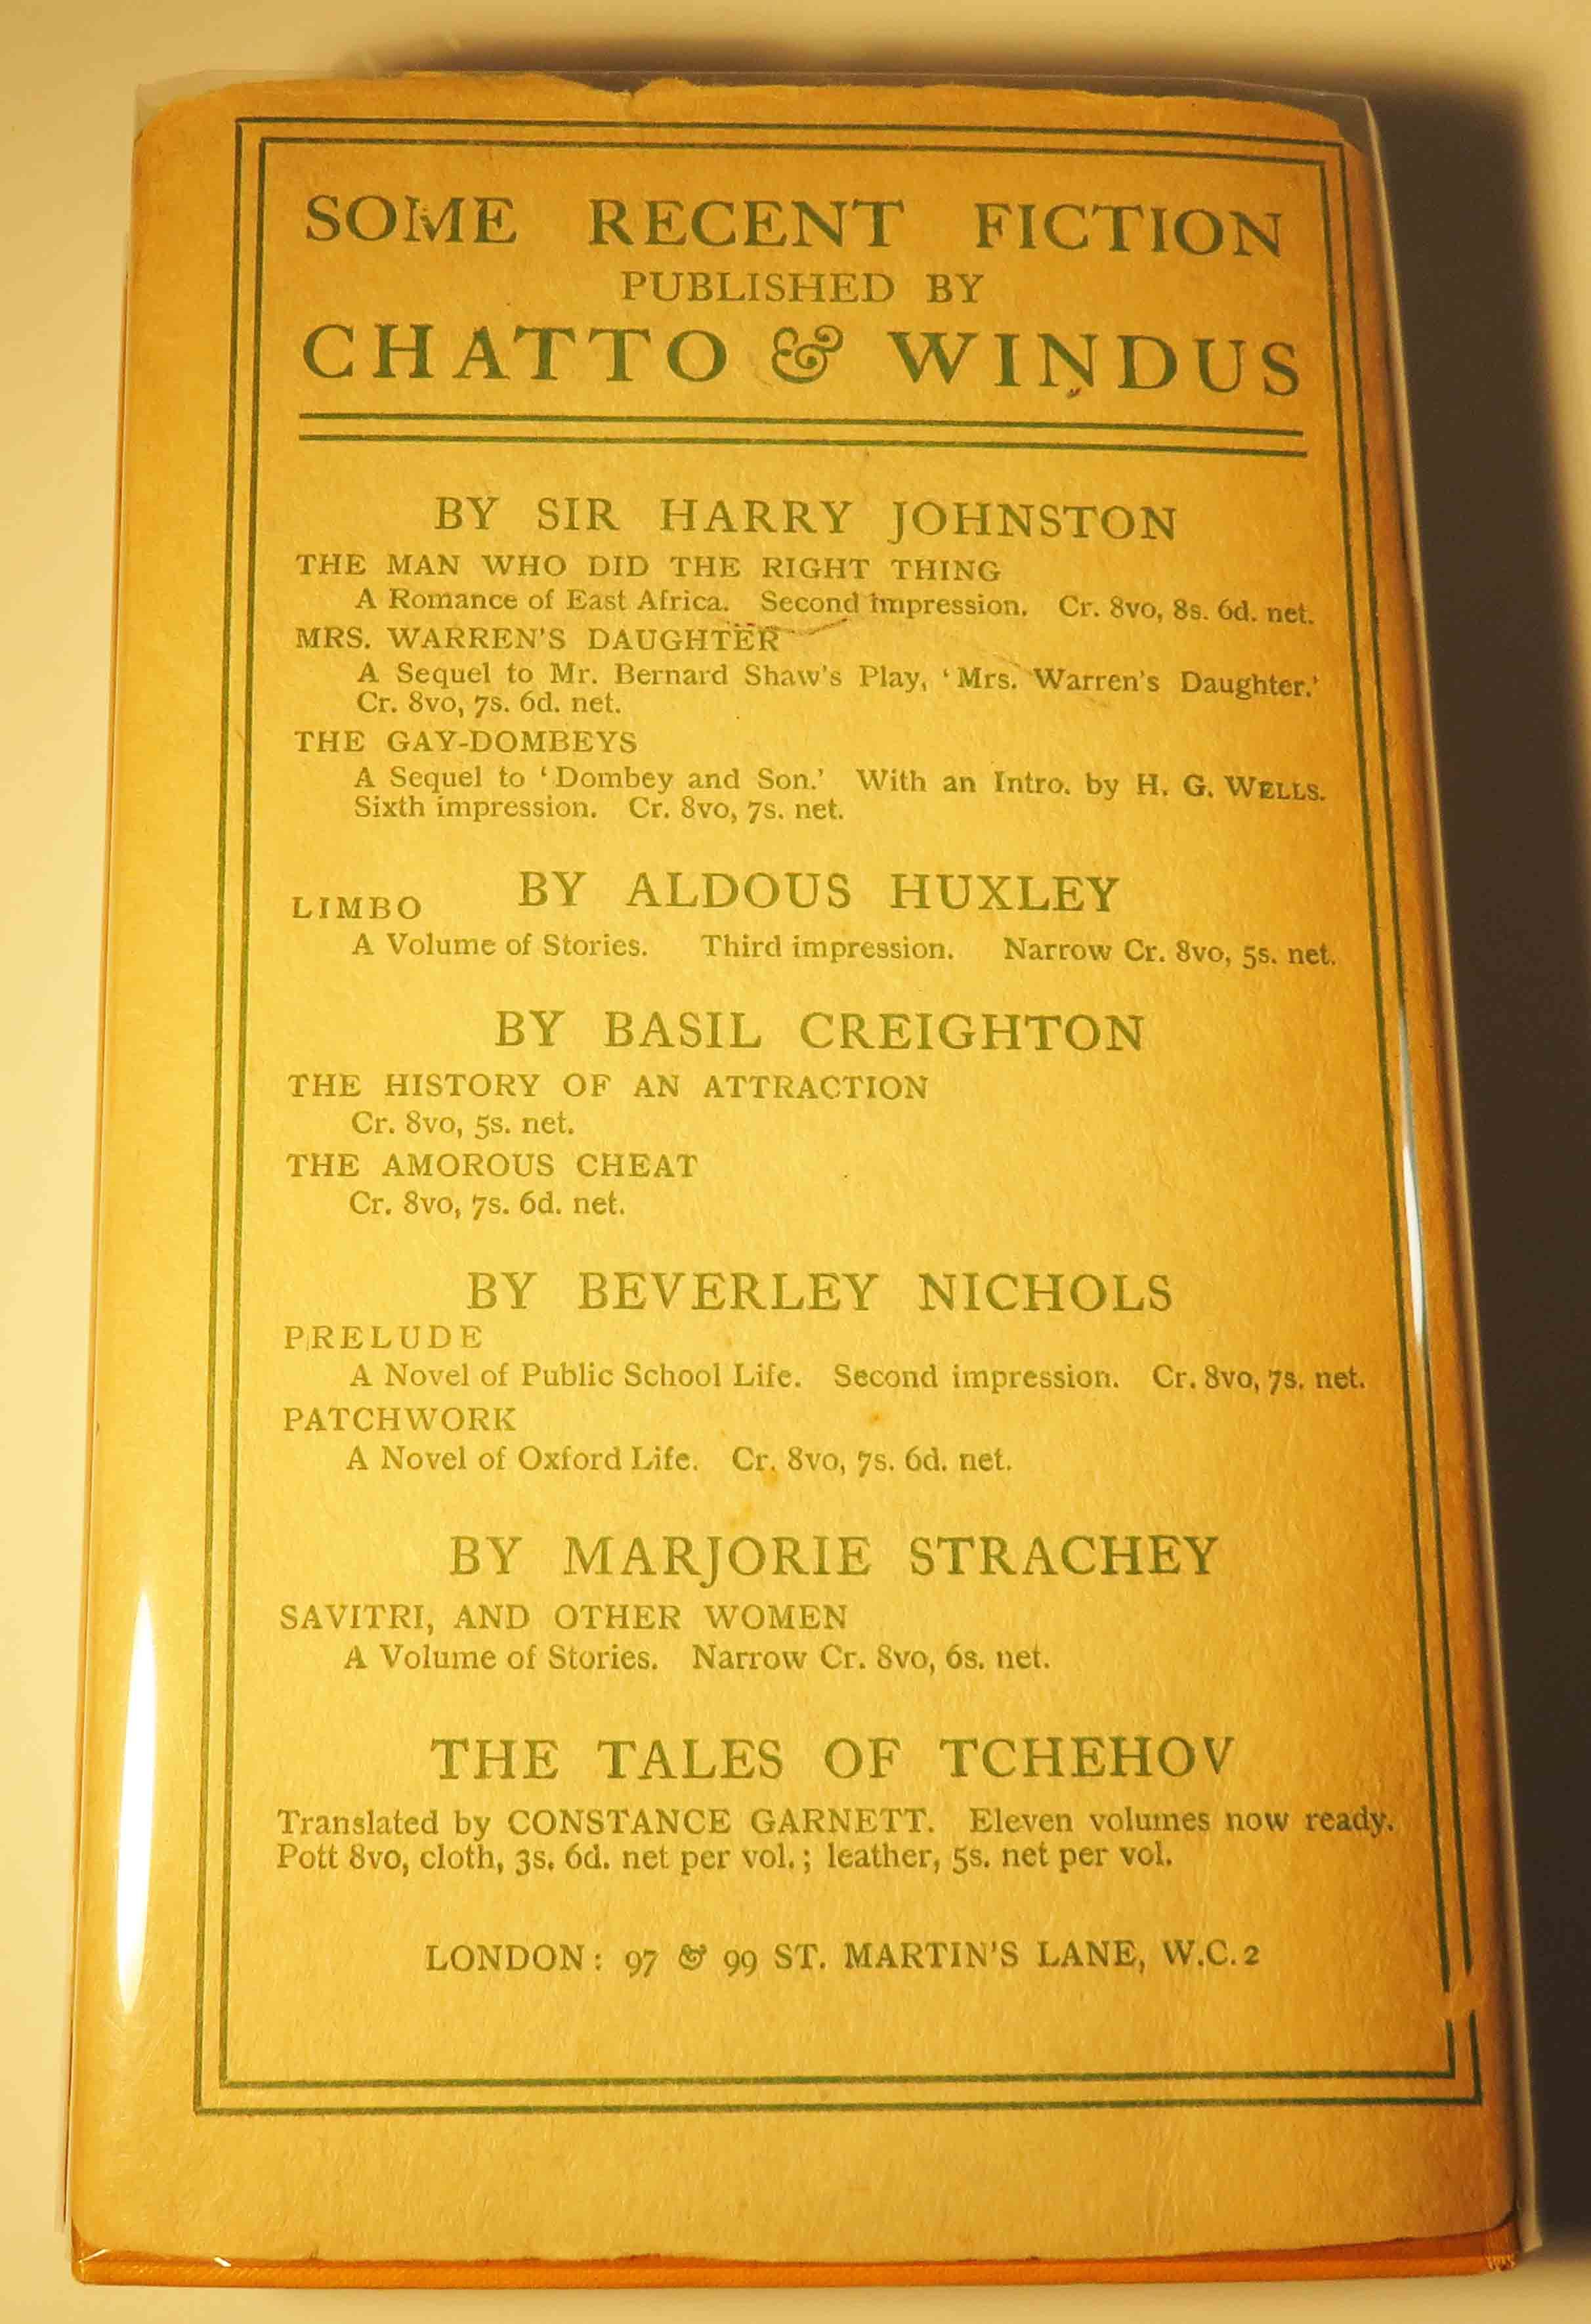 SOME RECENT FICTION
PUBLISHED BY
CHATTO & WINDUS
BY SIR HARRY JOHNSTON
THE MAN WHO DID THE RIGHT THING
A Romance of East Africa. Second impression. Cr. 8vo, 8s. 6d. net.
MRS. WARREN'S DAUGHTER
A Sequel to Mr. Bernard Shaw's Play, 'Mrs. Warren's Daughter.'
Cr. 8vo, 7s. 6d. net.
THE GAY-DOMBEYS
A Sequel to 'Dombey and Son.' With an Intro. by H. G. WELLS.
Sixth impression. Cr. 8vo, 7s. net.
BY ALDOUS HUXLEY
LIMBO
A Volume of Stories. Third impression. Narrow Cr. 8vo, 5s. net.
BY BASIL CREIGHTON
THE HISTORY OF AN ATTRACTION
Cr. 8vo, 5s. net.
THE AMOROUS CHEAT
Cr. 8vo, 7s. 6d. net.
BY BEVERLEY NICHOLS
PRELUDE
A Novel of Public School Life. Second impression. Cr. 8vo, 7s. net.
PATCHWORK
A Novel of Oxford Life. Cr. 8vo, 7s. 6d. net.
BY MARJORIE STRACHEY
SAVITRI, AND OTHER WOMEN
A Volume of Stories. Narrow Cr. 8vo, 6s. net.
THE TALES OF TCHEHOV
Translated by CONSTANCE GARNETT. Eleven volumes now ready.
Pott 8vo, cloth, 3s. 6d. net per vol.; leather, 5s. net per vol.
LONDON: 97 & 99 ST. MARTIN'S LANE, W.C.2